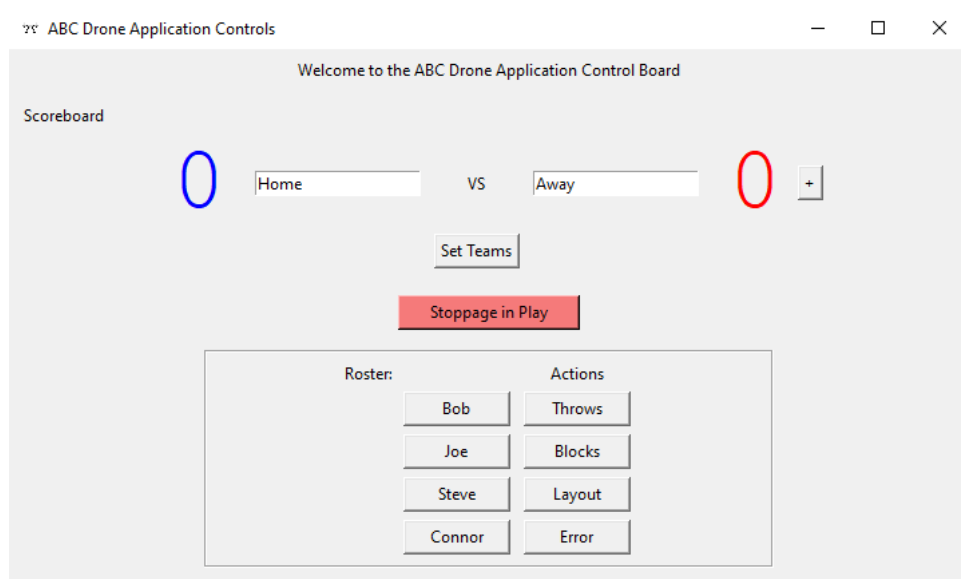 ABC Drone Application Controls
Welcome to the ABC Drone Application Control Board
Scoreboard
0 Home VS Away 0 +
Set Teams
Stoppage in Play
Roster: Actions
Bob Throws
Joe Blocks
Steve Layout
Connor Error